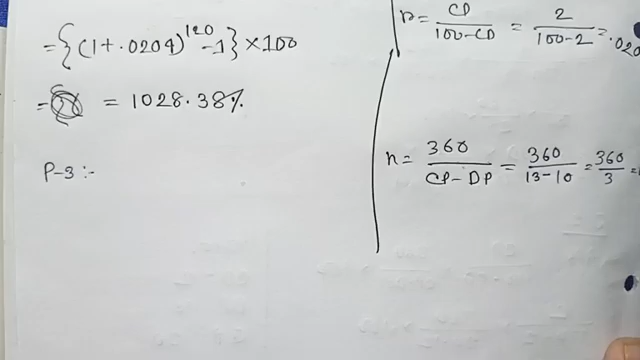 = {(1+.0204)^120 -1} × 100
= = 1028.38%
P-3 :-
r = CD / 100-CD = 2 / 100-2 = .020
n = 360 / CP-DP = 360 / 13-10 = 360 / 3 =